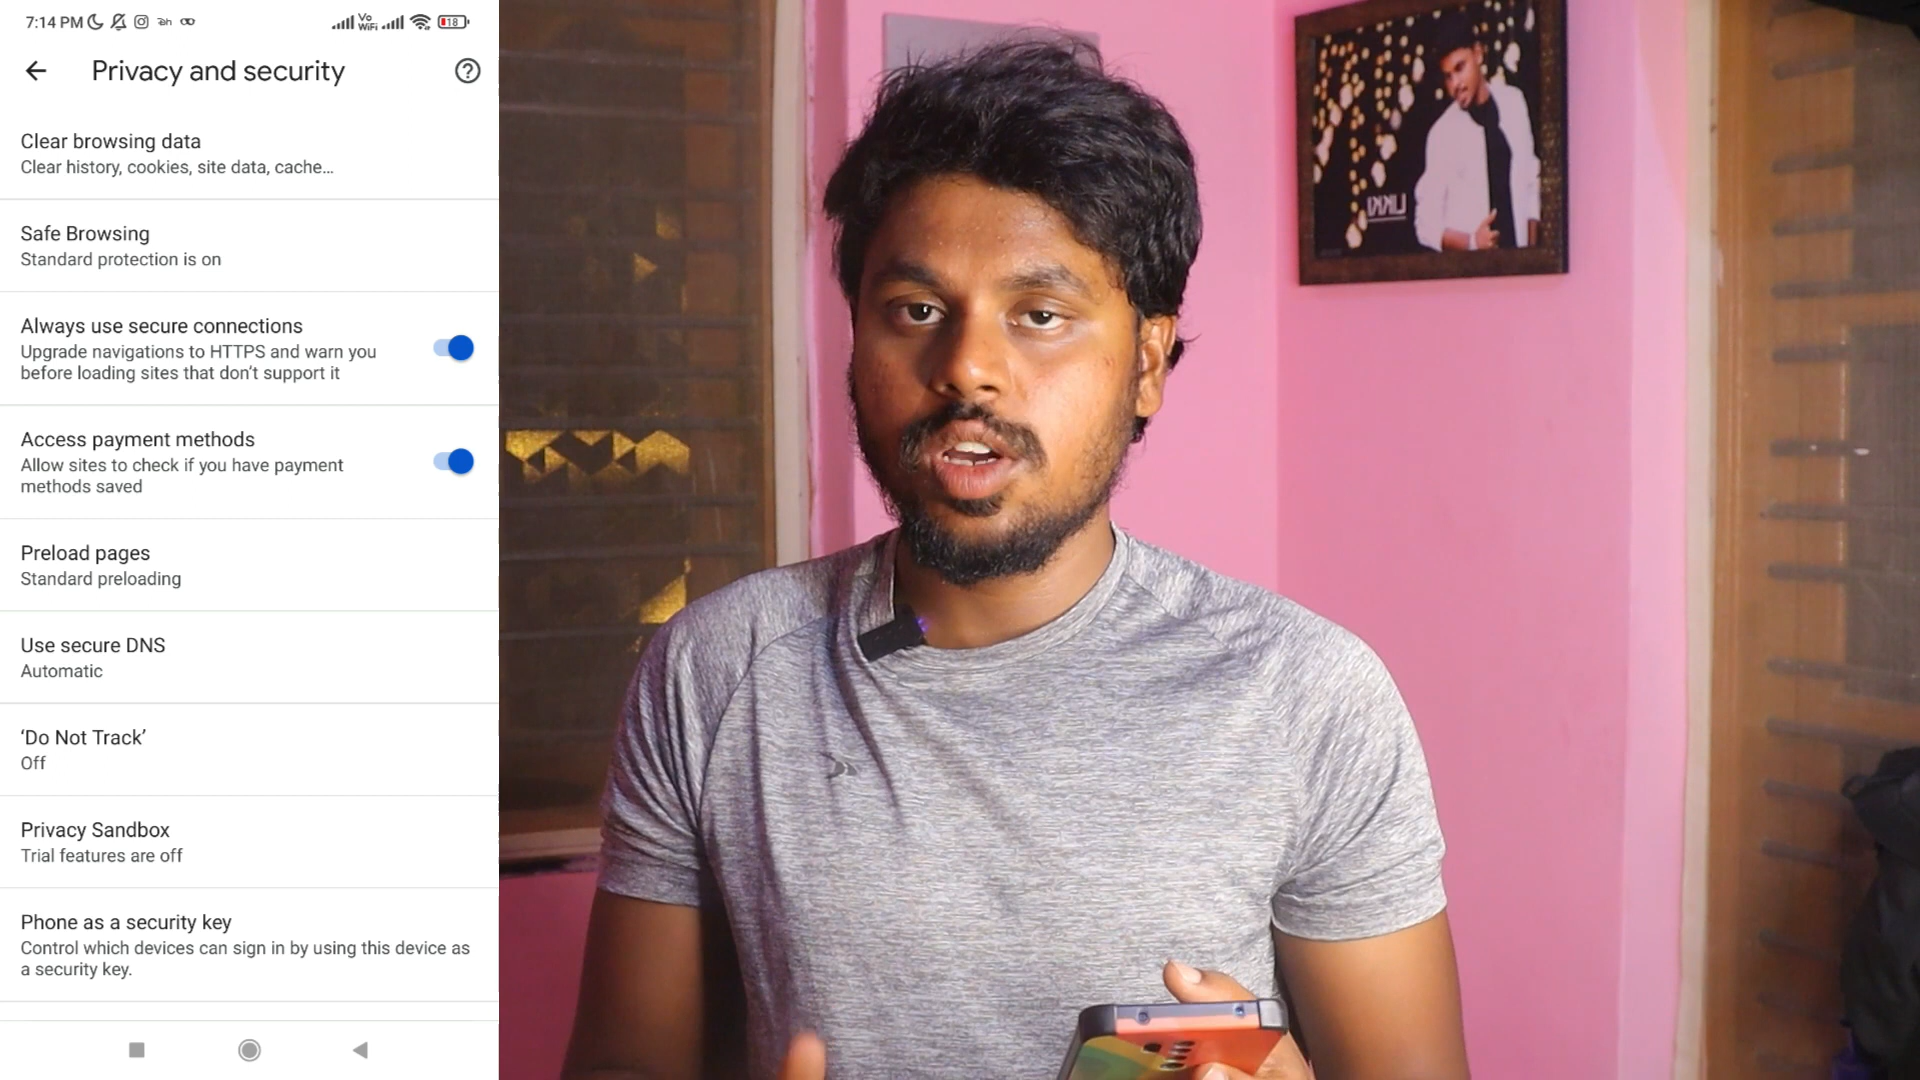 7:14 PM
Vo
WiFi
18
Privacy and security
Clear browsing data
Clear history, cookies, site data, cache...
Safe Browsing
Standard protection is on
Always use secure connections
Upgrade navigations to HTTPS and warn you
before loading sites that don't support it
Access payment methods
Allow sites to check if you have payment
methods saved
Preload pages
Standard preloading
Use secure DNS
Automatic
'Do Not Track'
Off
Privacy Sandbox
Trial features are off
Phone as a security key
Control which devices can sign in by using this device as
a security key.